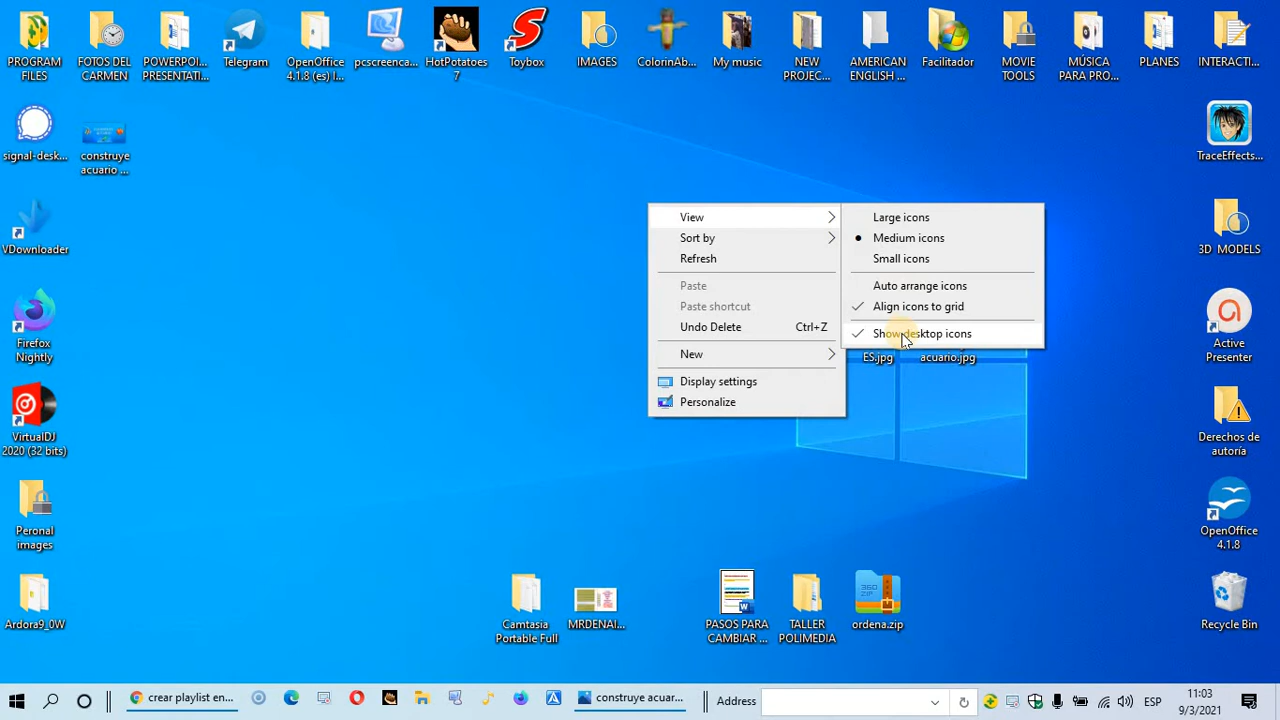 PROGRAM
FILES
FOTOS DEL
CARMEN
POWERPOI...
PRESENTATI...
Telegram
OpenOffice
4.1.8 (es) I...
pcscreenca...
HotPotatoes
7
Toybox
IMAGES
ColorinAb...
My music
NEW
PROJEC...
AMERICAN
ENGLISH ...
Facilitador
MOVIE
TOOLS
MÚSICA
PARA PRO...
PLANES
INTERACTI...
signal-desk...
construye
acuario ...
TraceEffects...
VDownloader
3D MODELS
View
Sort by
Refresh
Paste
Paste shortcut
Undo Delete Ctrl+Z
New
Display settings
Personalize
Large icons
Medium icons
Small icons
Auto arrange icons
Align icons to grid
Show desktop icons
ES.jpg
acuario.jpg
Firefox
Nightly
Active
Presenter
VirtualDJ
2020 (32 bits)
Derechos de
autoría
Peronal
images
OpenOffice
4.1.8
Ardora9_0W
Camtasia
Portable Full
MRDENAI...
PASOS PARA
CAMBIAR ...
TALLER
POLIMEDIA
360
ZIP
ordena.zip
Recycle Bin
crear playlist en...
construye acuar...
Address
ESP
11:03
9/3/2021